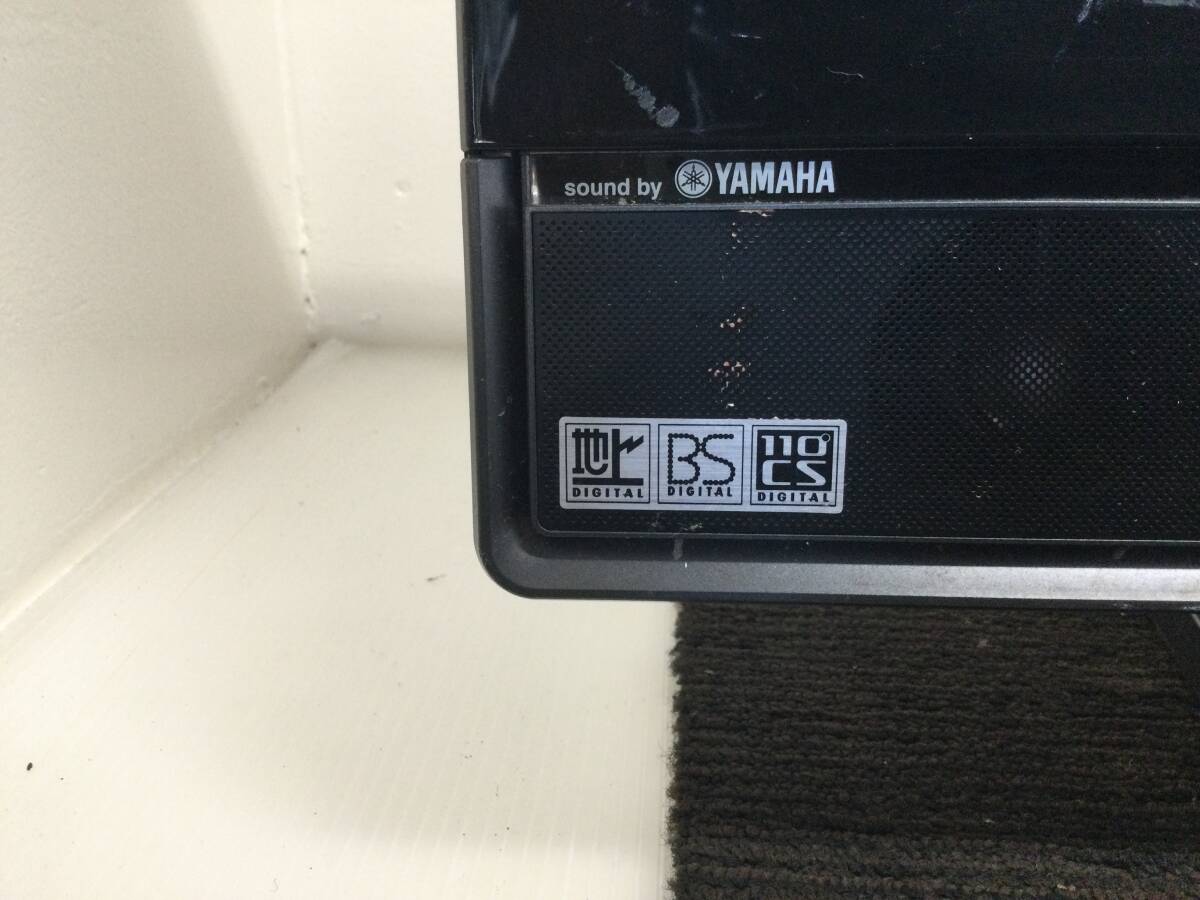 sound by YAMAHA
地上 DIGITAL
BS DIGITAL
110° CS DIGITAL